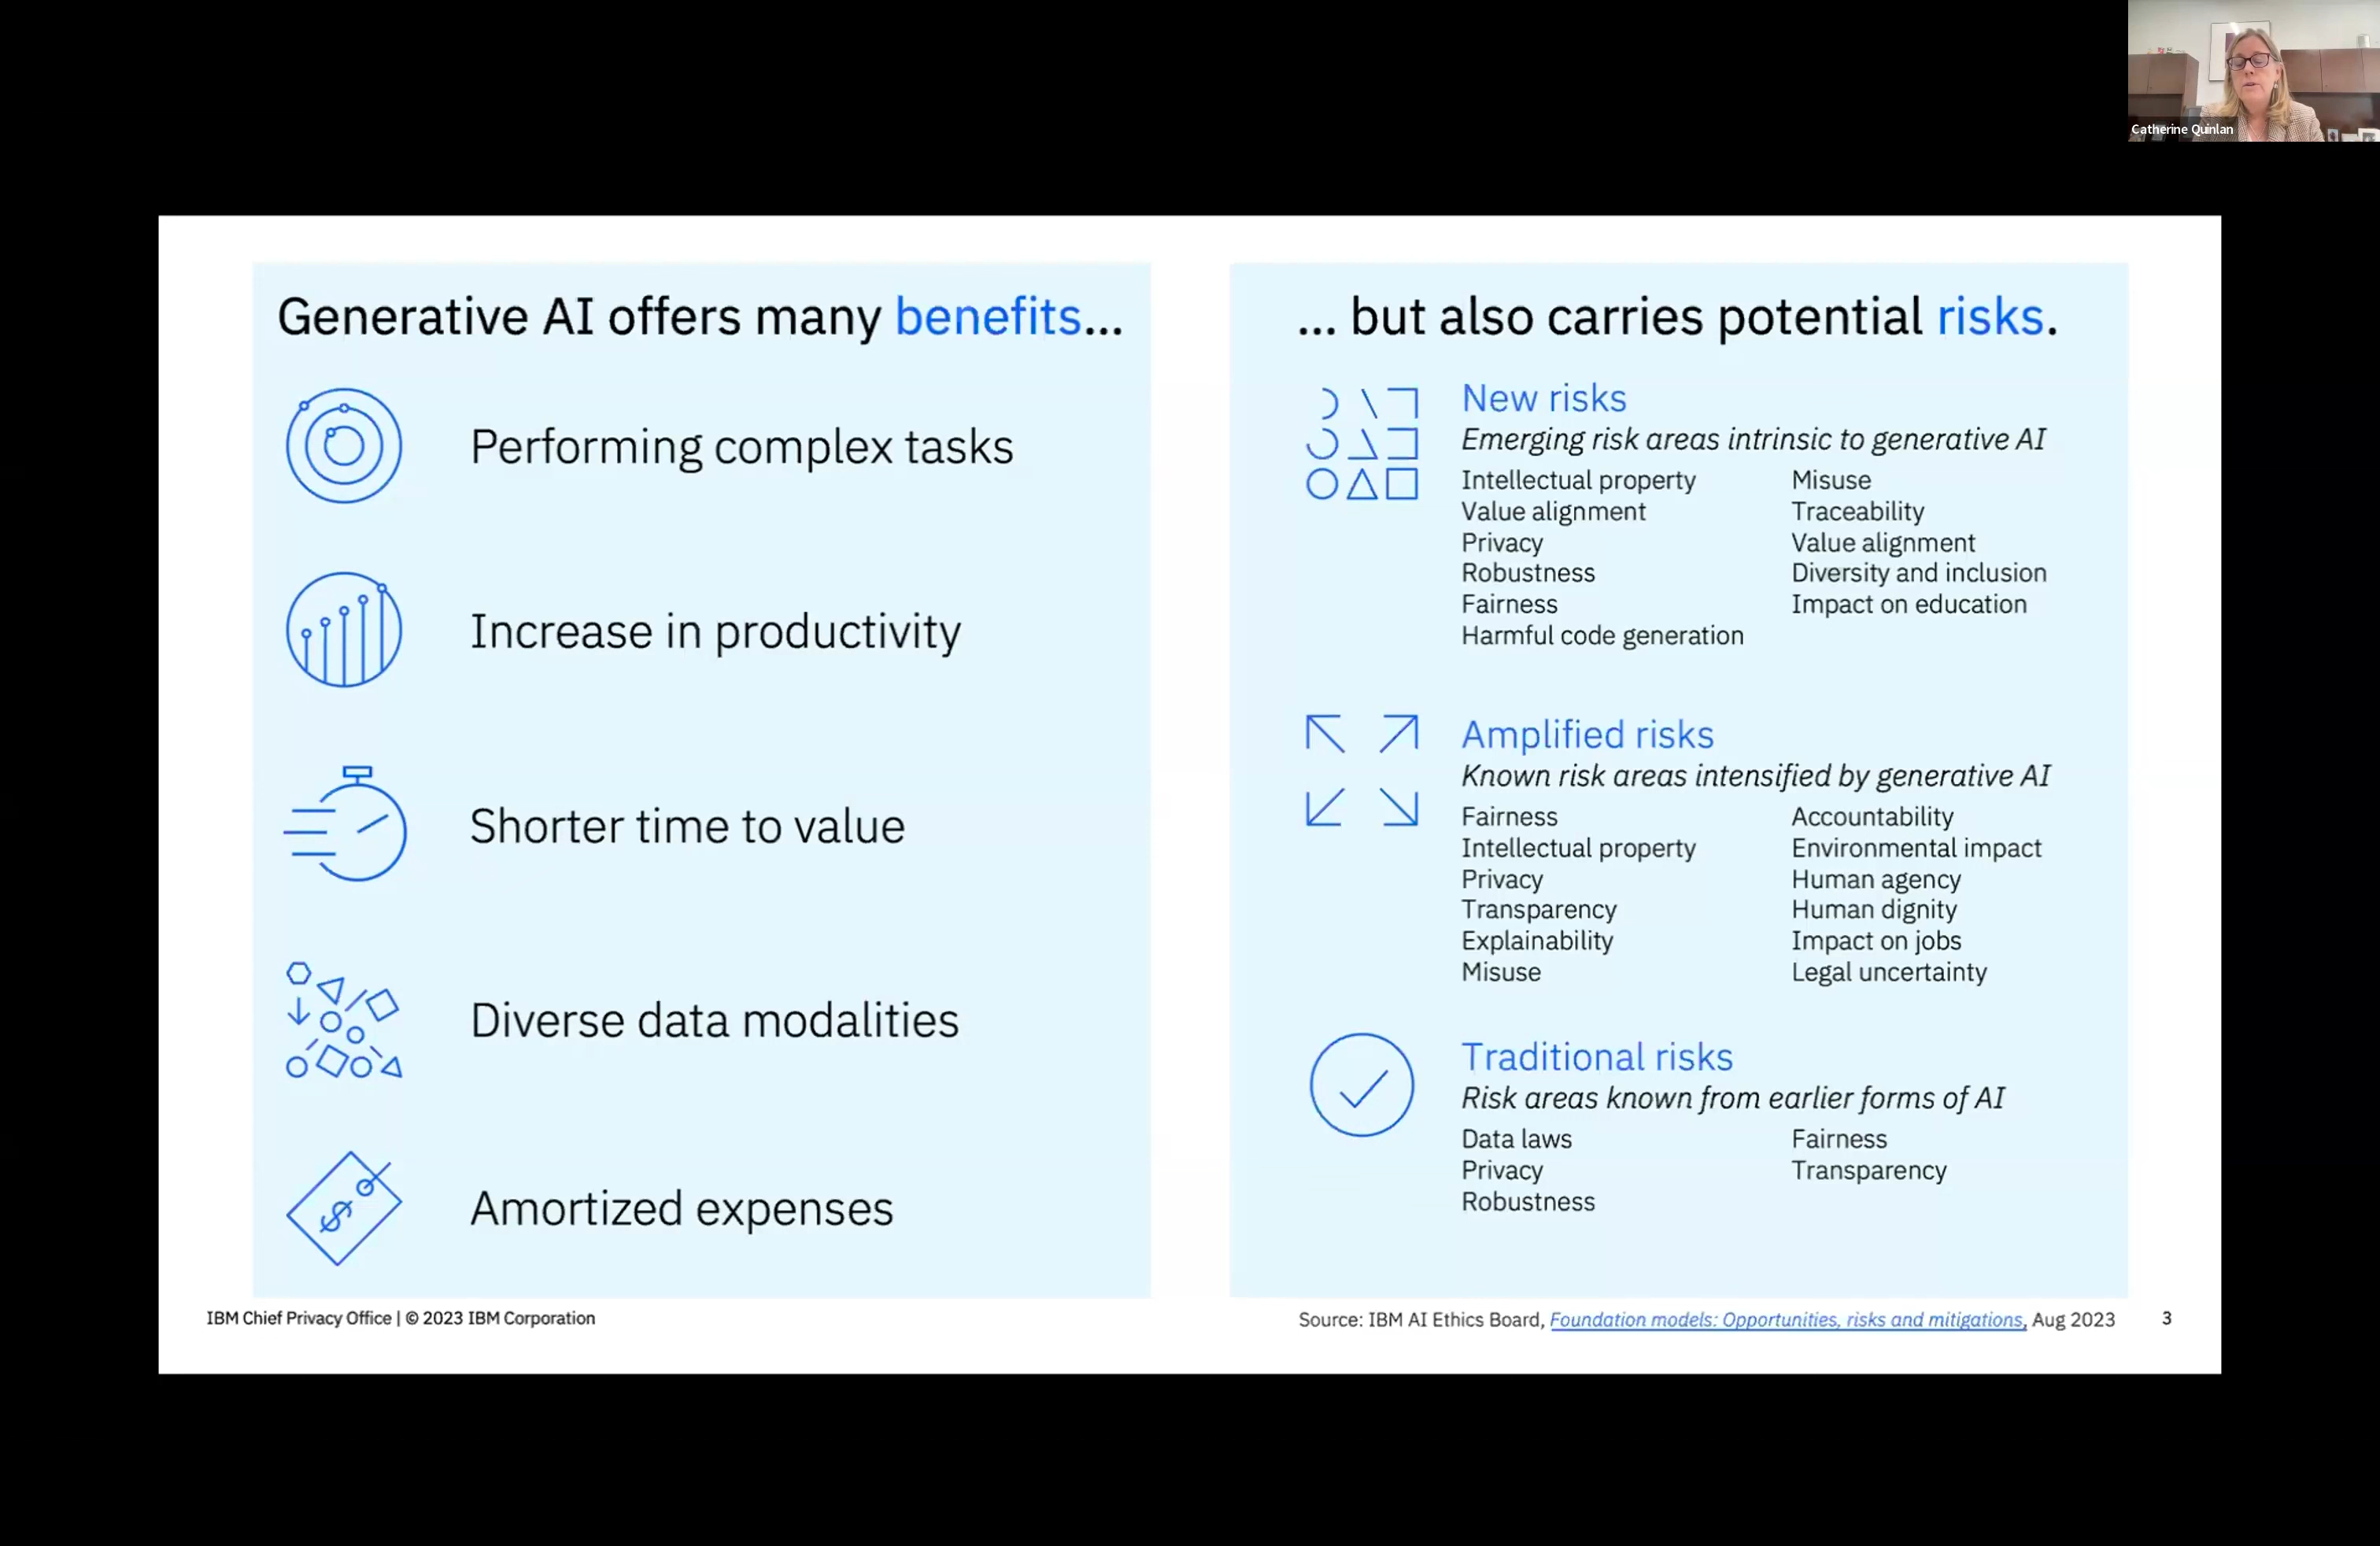 Catherine Quinlan
Generative AI offers many benefits...
Performing complex tasks
Increase in productivity
Shorter time to value
Diverse data modalities
$
Amortized expenses
... but also carries potential risks.
New risks
Emerging risk areas intrinsic to generative AI
Intellectual property
Value alignment
Privacy
Robustness
Fairness
Harmful code generation
Misuse
Traceability
Value alignment
Diversity and inclusion
Impact on education
Amplified risks
Known risk areas intensified by generative AI
Fairness
Intellectual property
Privacy
Transparency
Explainability
Misuse
Accountability
Environmental impact
Human agency
Human dignity
Impact on jobs
Legal uncertainty
Traditional risks
Risk areas known from earlier forms of AI
Data laws
Privacy
Robustness
Fairness
Transparency
IBM Chief Privacy Office | © 2023 IBM Corporation
Source: IBM AI Ethics Board, Foundation models: Opportunities, risks and mitigations, Aug 2023
3